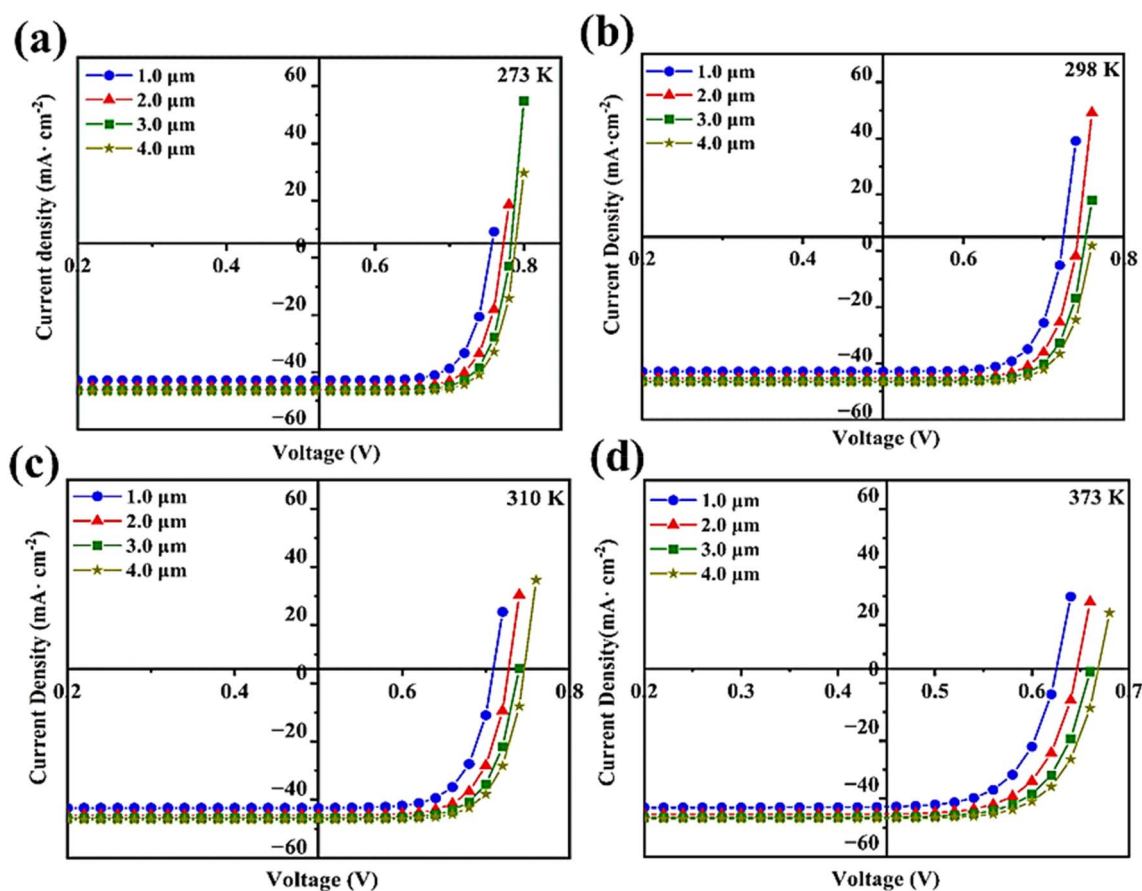 (a)
1.0 μm
2.0 μm
3.0 μm
4.0 μm
273 K
60
40
20
0
−20
−40
−60
0.2
0.4
0.6
0.8
Current density (mA· cm⁻²)
Voltage (V)
(b)
1.0 μm
2.0 μm
3.0 μm
4.0 μm
298 K
60
40
20
0
−20
−40
−60
0.2
0.4
0.6
0.8
Current Density (mA·cm⁻²)
Voltage (V)
(c)
1.0 μm
2.0 μm
3.0 μm
4.0 μm
310 K
60
40
20
0
−20
−40
−60
0.2
0.4
0.6
0.8
Current Density (mA· cm⁻²)
Voltage (V)
(d)
1.0 μm
2.0 μm
3.0 μm
4.0 μm
373 K
60
40
20
0
−20
−40
−60
0.2
0.3
0.4
0.5
0.6
0.7
Current Density(mA· cm⁻²)
Voltage (V)